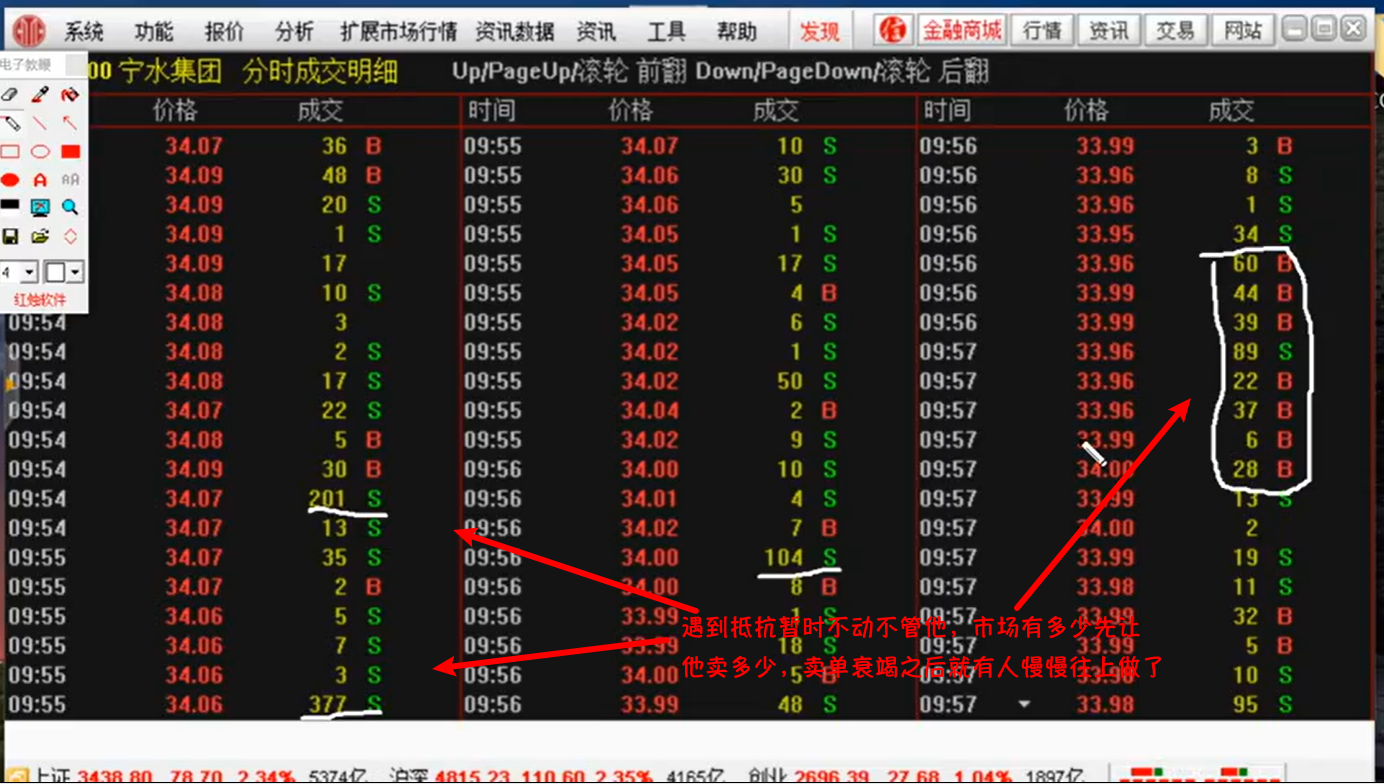 系统 功能 报价 分析 扩展市场行情 资讯数据 资讯 工具 帮助 发现 信 金融商城 行情 资讯 交易 网站
电子教鞭
00 宁水集团 分时成交明细 Up/PageUp/滚轮 前翻 Down/PageDown/滚轮 后翻
价格 成交 时间 价格 成交 时间 价格 成交
34.07 36 B 09:55 34.07 10 S 09:56 33.99 3 B
34.09 48 B 09:55 34.06 30 S 09:56 33.96 8 S
34.09 20 S 09:55 34.06 5 09:56 33.96 1 S
34.09 1 S 09:55 34.05 1 S 09:56 33.95 34 S
34.09 17 09:55 34.05 17 S 09:56 33.96 60 B
4
34.08 10 S 09:55 34.05 4 B 09:56 33.99 44 B
红烛软件
09:54 34.08 3 09:55 34.02 6 S 09:56 33.99 39 B
09:54 34.08 2 S 09:55 34.02 1 S 09:57 33.96 89 S
09:54 34.08 17 S 09:55 34.02 50 S 09:57 33.96 22 B
09:54 34.07 22 S 09:55 34.04 2 B 09:57 33.96 37 B
09:54 34.08 5 B 09:55 34.02 9 S 09:57 33.99 6 B
09:54 34.09 30 B 09:56 34.00 10 S 09:57 34.00 28 B
09:54 34.07 201 S 09:56 34.01 4 S 09:57 33.99 13 S
09:54 34.07 13 S 09:56 34.02 7 B 09:57 34.00 2
09:55 34.07 35 S 09:56 34.00 104 S 09:57 33.99 19 S
09:55 34.07 2 B 09:56 34.00 8 B 09:57 33.98 11 S
09:55 34.06 5 S 09:56 33.99 1 S 09:57 33.99 32 B
遇到抵抗暂时不动不管他，市场有多少先让
09:55 34.06 7 S 09:56 33.99 18 S 09:57 33.99 5 B
他卖多少，卖单衰竭之后就有人慢慢往上做了
09:55 34.06 3 S 09:56 34.00 5 B 09:57 33.98 10 S
09:55 34.06 377 S 09:56 33.99 48 S 09:57 33.98 95 S
上证 3438.80 78.70 2.34% 5374亿 沪深 4815.23 110.60 2.35% 4165亿 创业 2696.39 27.68 1.04% 1897亿